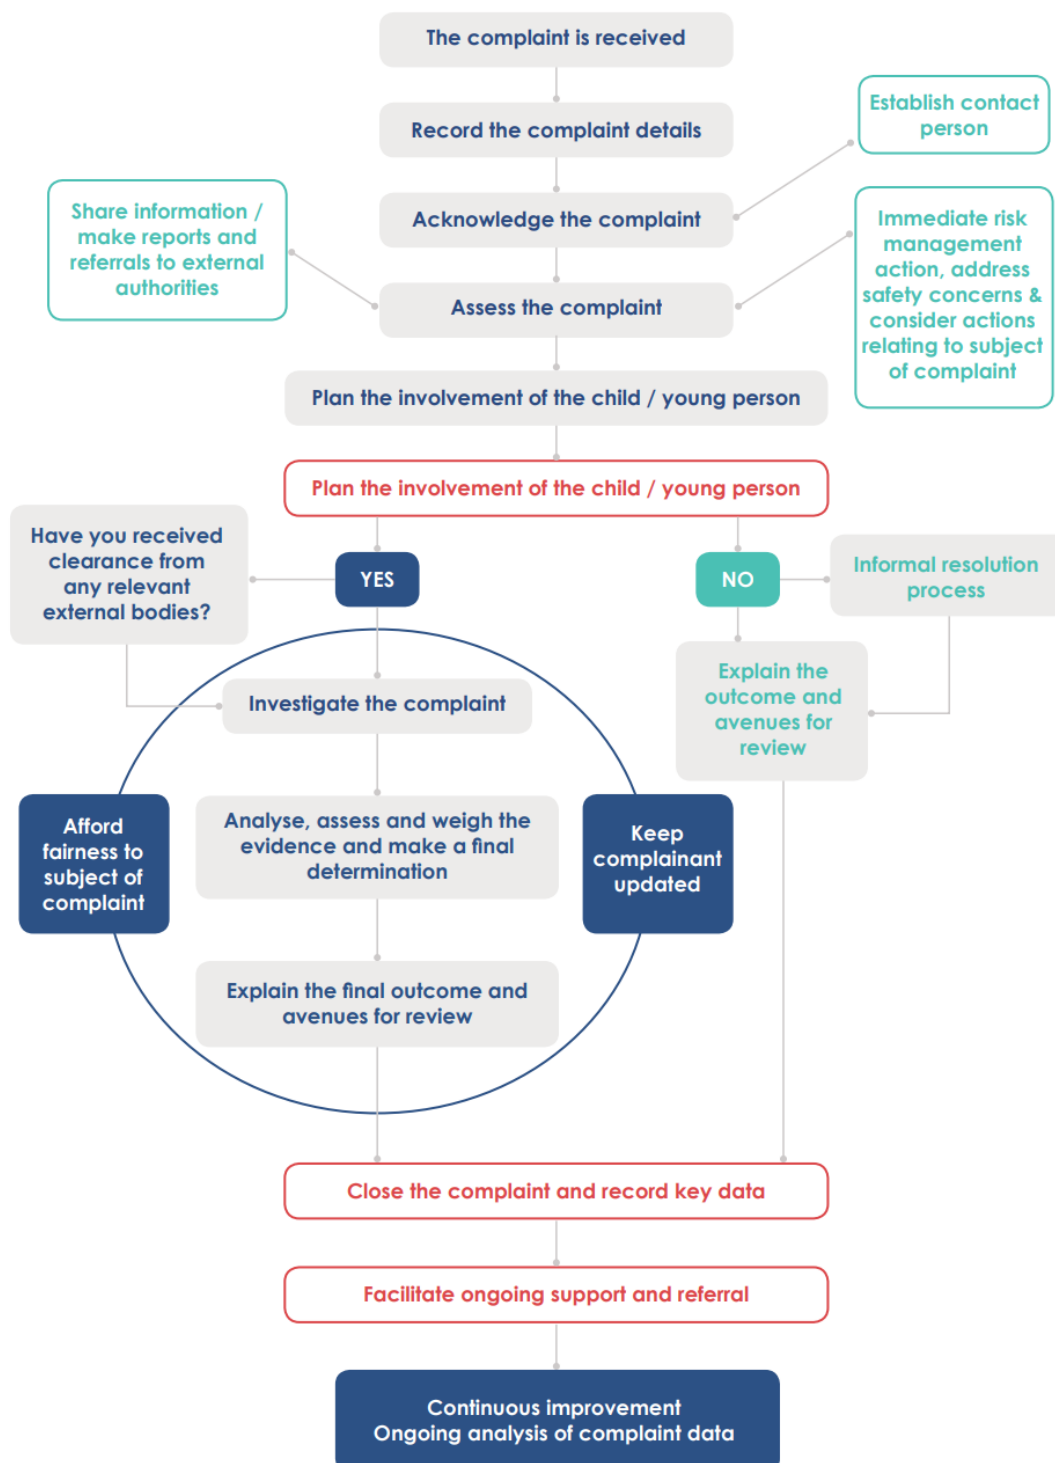 The complaint is received
Record the complaint details
Establish contact
person
Acknowledge the complaint
Share information /
make reports and
referrals to external
authorities
Immediate risk
management
action, address
safety concerns &
consider actions
relating to subject
of complaint
Assess the complaint
Plan the involvement of the child / young person
Plan the involvement of the child / young person
Have you received
clearance from
any relevant
external bodies?
YES
NO
Informal resolution
process
Investigate the complaint
Explain the
outcome and
avenues for
review
Afford
fairness to
subject of
complaint
Analyse, assess and weigh the
evidence and make a final
determination
Keep
complainant
updated
Explain the final outcome and
avenues for review
Close the complaint and record key data
Facilitate ongoing support and referral
Continuous improvement
Ongoing analysis of complaint data